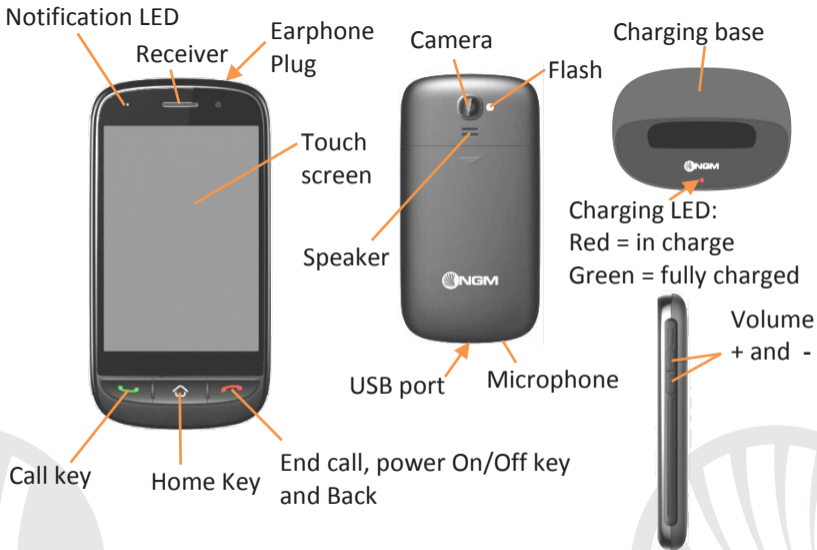 Notification LED
Receiver
Earphone
Plug
Touch
screen
Call key
Home Key
End call, power On/Off key
and Back
Camera
Flash
Speaker
NGM
USB port
Microphone
Charging base
NGM
Charging LED:
Red = in charge
Green = fully charged
Volume
+ and -